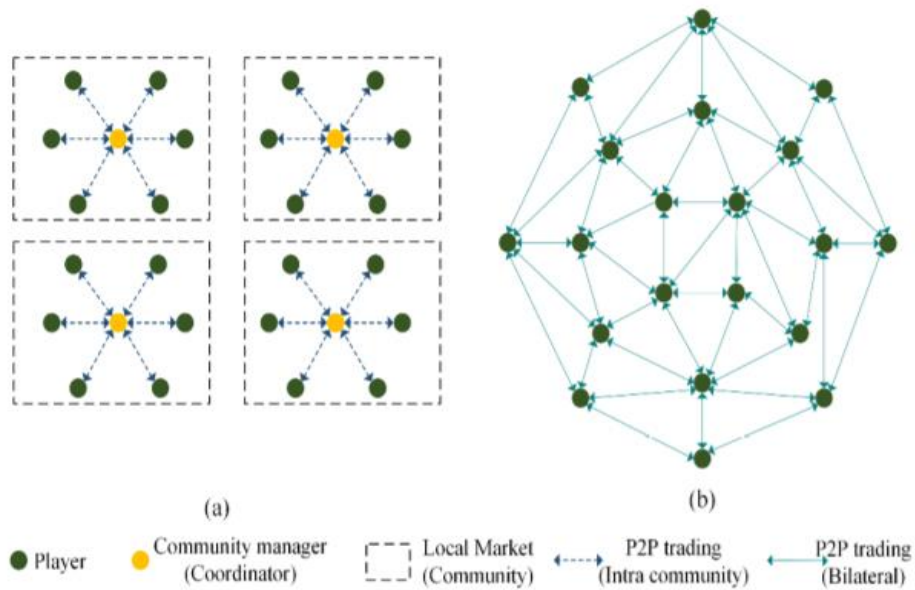 (a)
(b)
Player
Community manager
(Coordinator)
Local Market
(Community)
P2P trading
(Intra community)
P2P trading
(Bilateral)